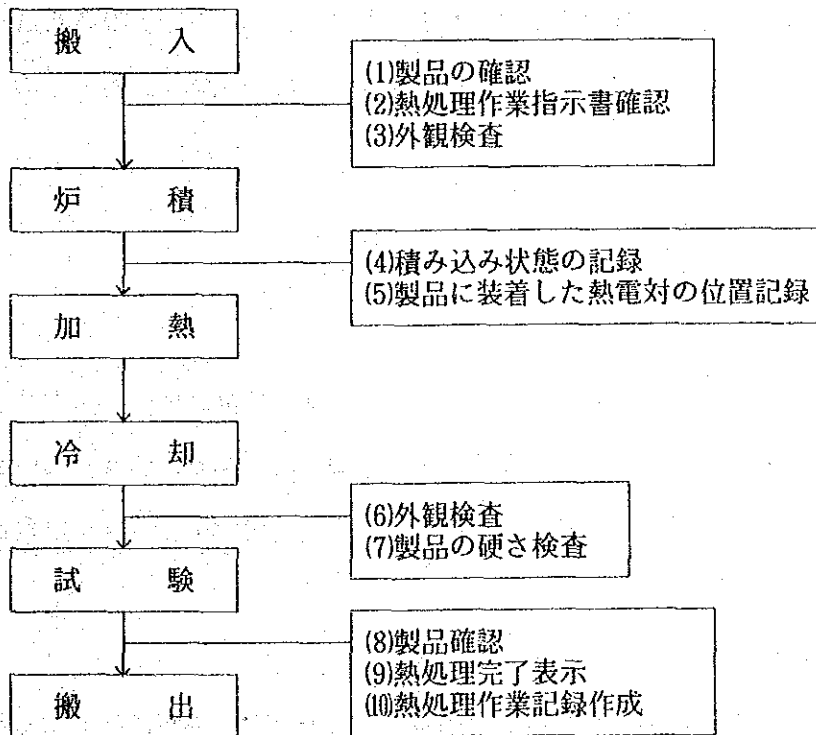 搬入
(1)製品の確認
(2)熱処理作業指示書確認
(3)外観検査
炉積
(4)積み込み状態の記録
(5)製品に装着した熱電対の位置記録
加熱
冷却
(6)外観検査
(7)製品の硬さ検査
試験
(8)製品確認
(9)熱処理完了表示
(10)熱処理作業記録作成
搬出